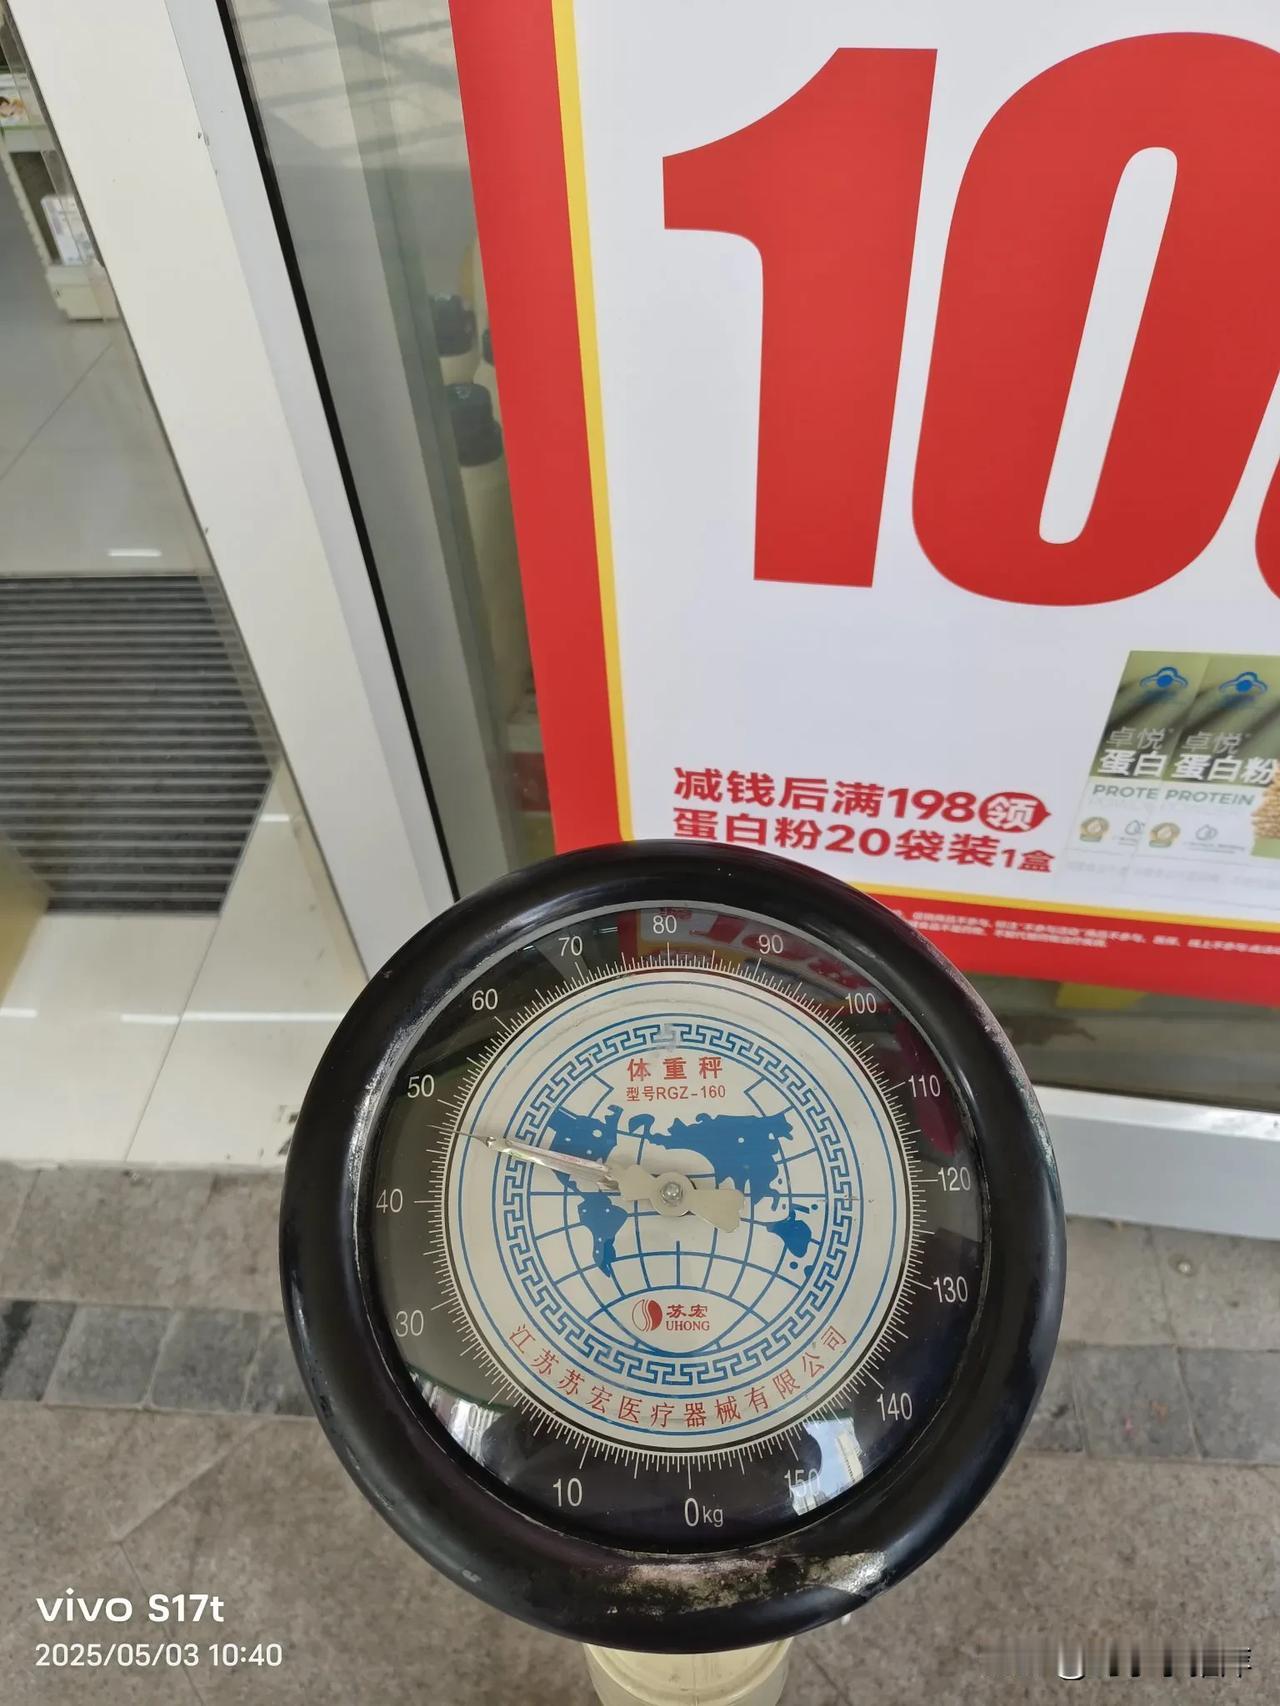 10
减钱后满198领
蛋白粉20袋装1盒
卓悦 卓悦
蛋白 蛋白粉
PROTE PROTEIN
80
70 90
60 100
50 110
40 120
30 130
140
10 150
0kg
体重秤
型号RGZ-160
苏宏
UHONG
江苏苏宏医疗器械有限公司
vivo S17t
2025/05/03 10:40